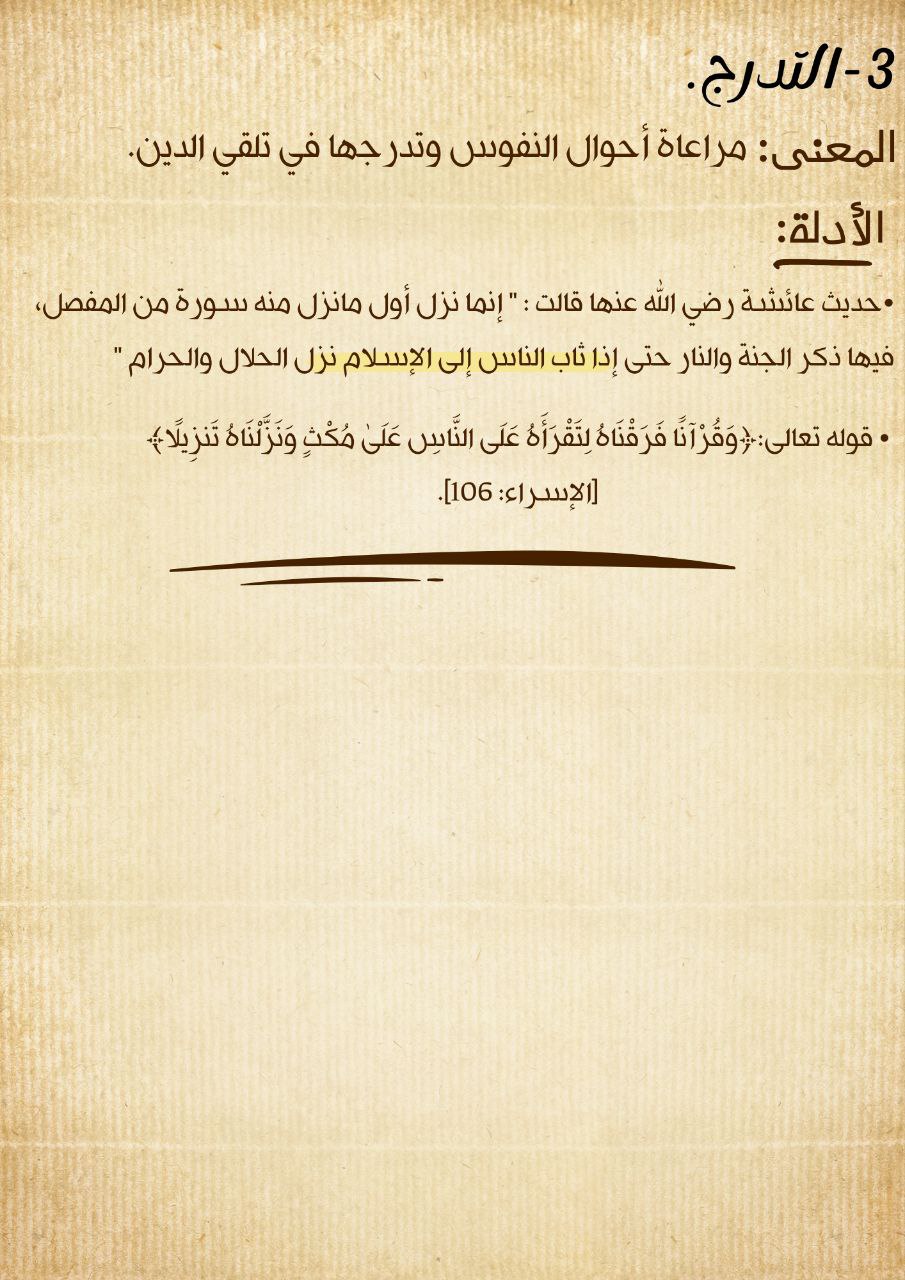 3-التدرج.
المعنى: مراعاة أحوال النفوس وتدرجها في تلقي الدين.
الأدلة:
•حديث عائشة رضي الله عنها قالت : " إنما نزل أول مانزل منه سورة من المفصل،
فيها ذكر الجنة والنار حتى إذا ثاب الناس إلى الإسلام نزل الحلال والحرام "
• قوله تعالى:﴿وَقُرْآنًا فَرَقْنَاهُ لِتَقْرَأَهُ عَلَى النَّاسِ عَلَىٰ مُكْثٍ وَنَزَّلْنَاهُ تَنزِيلًا﴾
[الإسراء: 106].